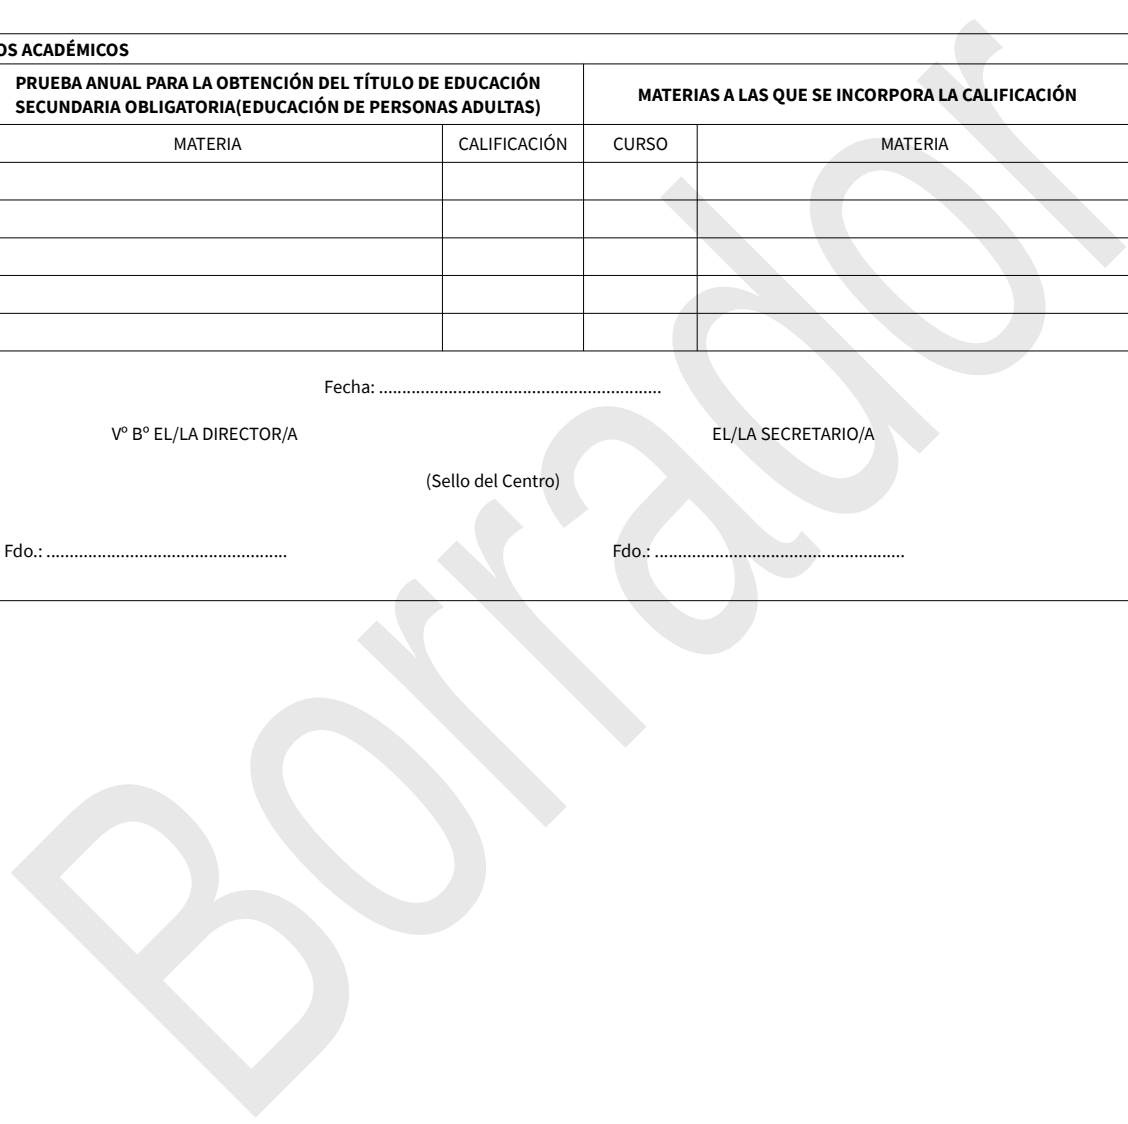 OS ACADÉMICOS
PRUEBA ANUAL PARA LA OBTENCIÓN DEL TÍTULO DE EDUCACIÓN
SECUNDARIA OBLIGATORIA(EDUCACIÓN DE PERSONAS ADULTAS)
MATERIAS A LAS QUE SE INCORPORA LA CALIFICACIÓN
MATERIA CALIFICACIÓN CURSO MATERIA
Fecha: .............................................................
Vº Bº EL/LA DIRECTOR/A EL/LA SECRETARIO/A
(Sello del Centro)
Fdo.: .................................................... Fdo.: ......................................................
Borrador